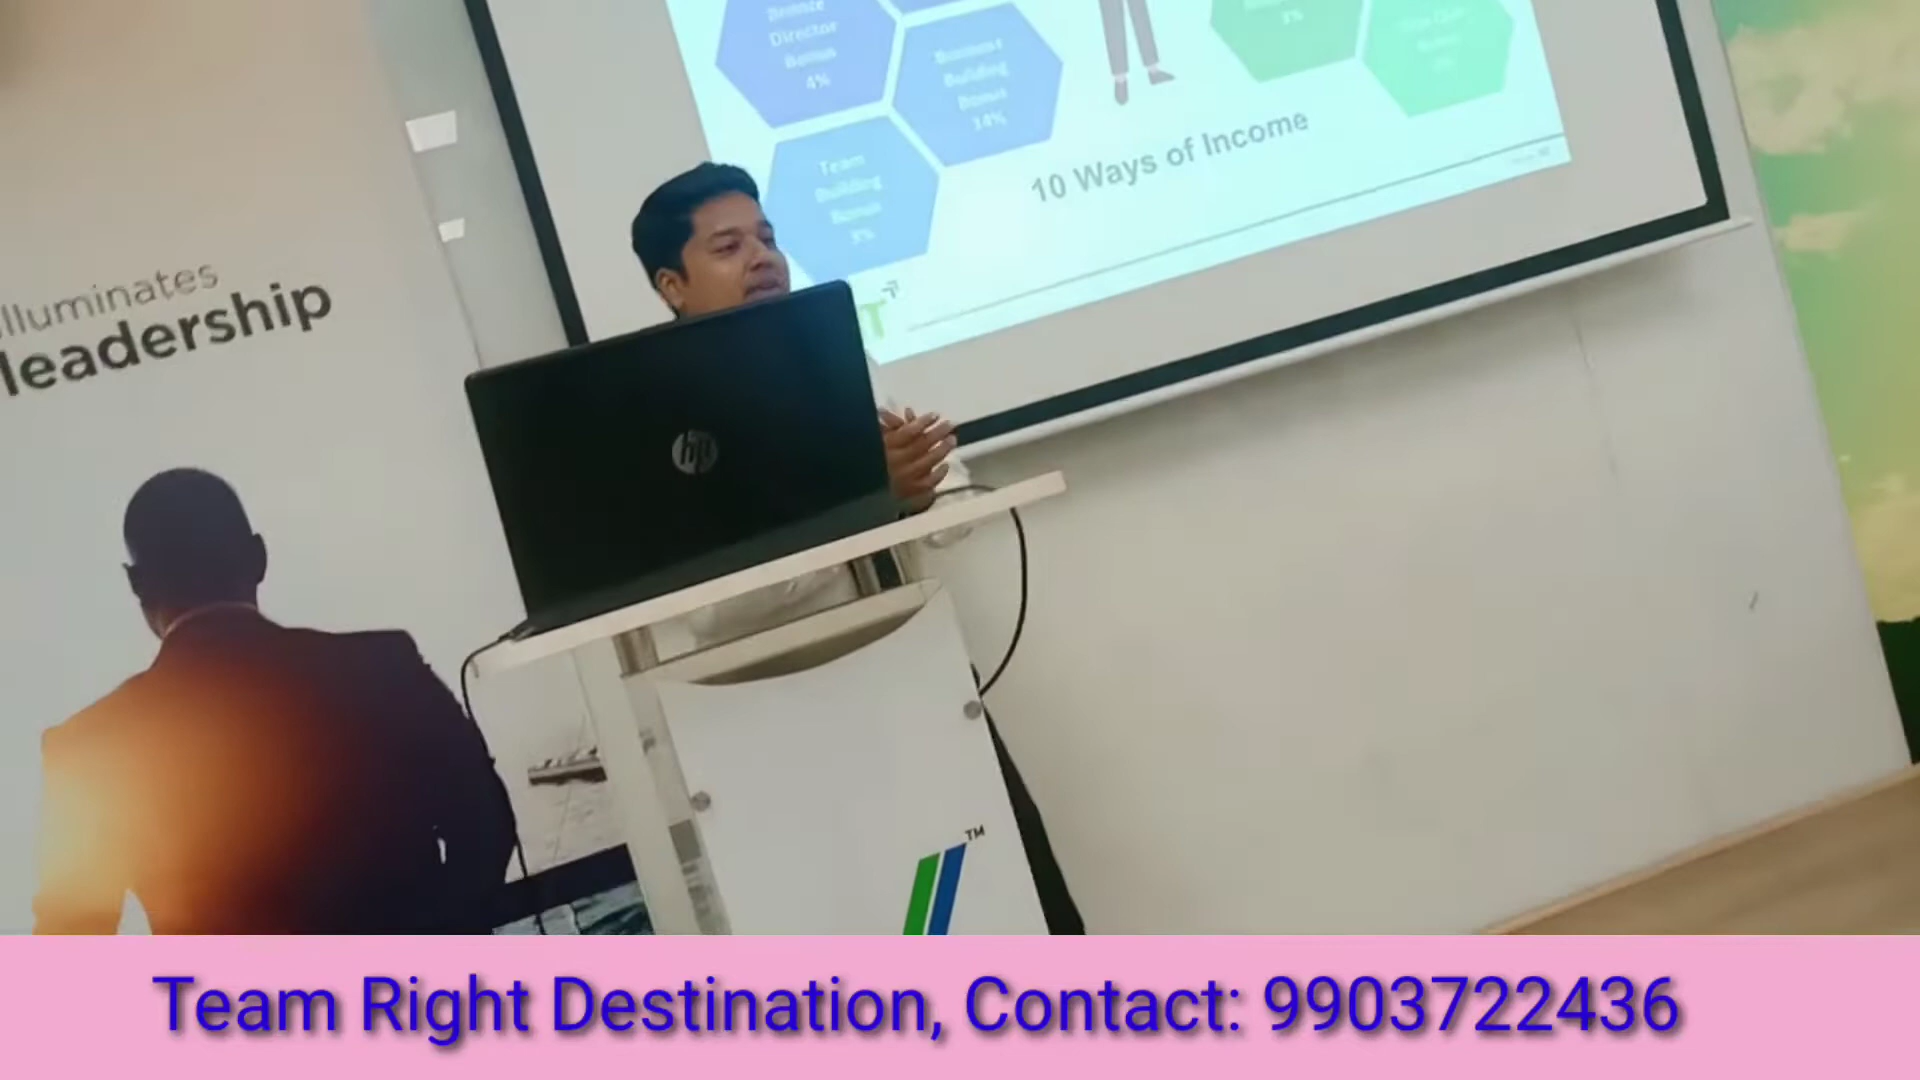 Bronze
Director
Bonus
4%
Business
Building
Bonus
14%
3%
Team
Building
Bonus
10 Ways of Income
illuminates
leadership
hp
TM
Team Right Destination, Contact: 9903722436